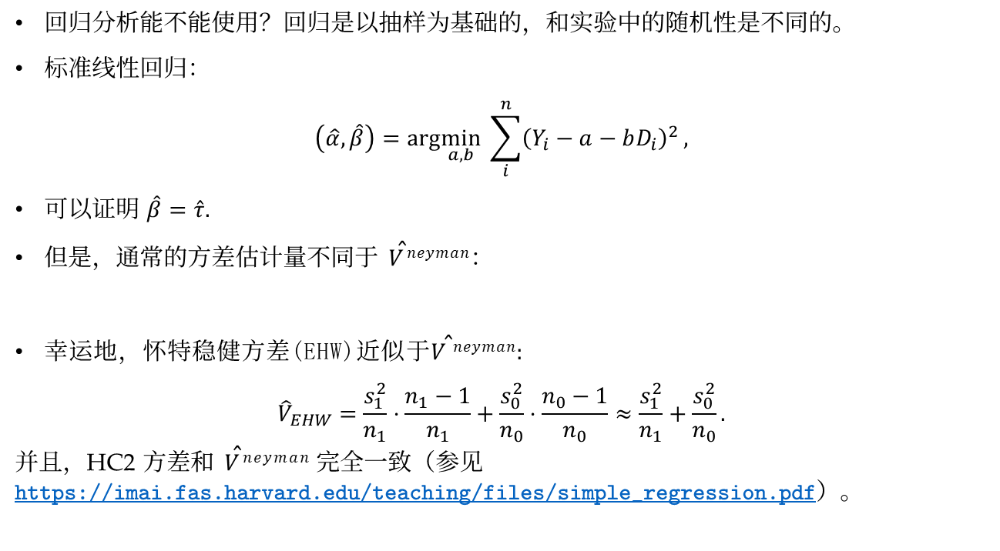 • 回归分析能不能使用？回归是以抽样为基础的，和实验中的随机性是不同的。
• 标准线性回归：
$(\hat{\alpha}, \hat{\beta}) = \underset{a,b}{\operatorname{argmin}} \sum_{i}^{n} (Y_i - a - bD_i)^2,$
• 可以证明 $\hat{\beta} = \hat{\tau}.$
• 但是，通常的方差估计量不同于 $\hat{V}^{neyman}$：
• 幸运地，怀特稳健方差(EHW)近似于$\hat{V}^{neyman}$:
$\hat{V}_{EHW} = \frac{s_1^2}{n_1} \cdot \frac{n_1 - 1}{n_1} + \frac{s_0^2}{n_0} \cdot \frac{n_0 - 1}{n_0} \approx \frac{s_1^2}{n_1} + \frac{s_0^2}{n_0}.$
并且，HC2 方差和 $\hat{V}^{neyman}$ 完全一致（参见
https://imai.fas.harvard.edu/teaching/files/simple_regression.pdf）。